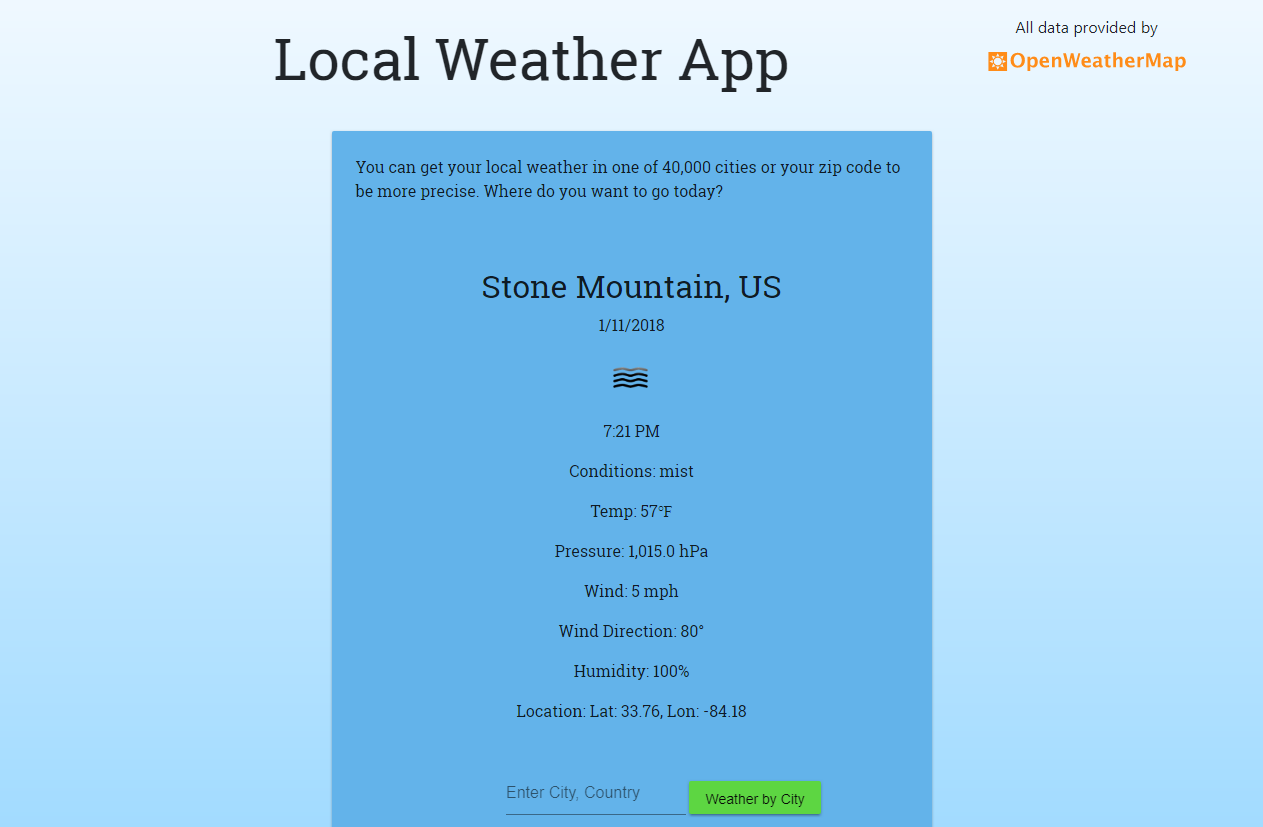 Local Weather App
All data provided by
OpenWeatherMap
You can get your local weather in one of 40,000 cities or your zip code to
be more precise. Where do you want to go today?
Stone Mountain, US
1/11/2018
7:21 PM
Conditions: mist
Temp: 57°F
Pressure: 1,015.0 hPa
Wind: 5 mph
Wind Direction: 80°
Humidity: 100%
Location: Lat: 33.76, Lon: -84.18
Enter City, Country
Weather by City